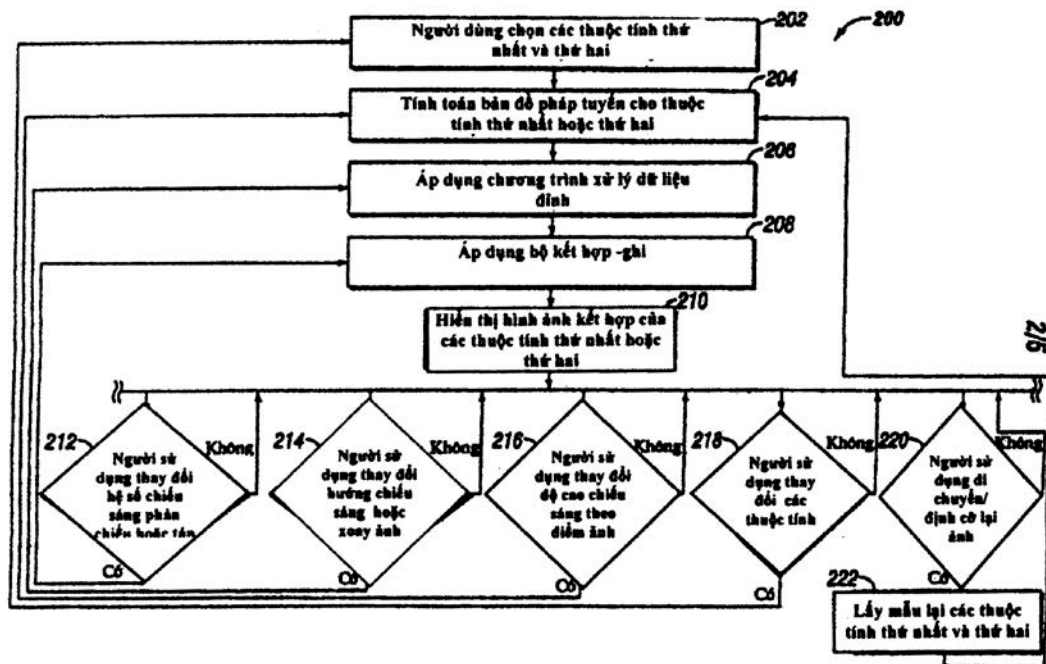 202
200
Người dùng chọn các thuộc tính thứ
nhất và thứ hai
204
Tính toán bản đồ pháp tuyến cho thuộc
tính thứ nhất hoặc thứ hai
206
Áp dụng chương trình xử lý dữ liệu
đỉnh
208
Áp dụng bộ kết hợp -ghi
210
Hiển thị hình ảnh kết hợp của
các thuộc tính thứ nhất hoặc
thứ hai
2/5
212
Không
Người sử
dụng thay đổi
hệ số chiếu
sáng phản
chiếu hoặc tán
Có
214
Không
Người sử
dụng thay đổi
hướng chiếu
sáng hoặc
xoay ảnh
Có
216
Không
Người sử
dụng thay đổi
độ cao chiếu
sáng theo
điểm ảnh
Có
218
Không
Người sử
dụng thay
đổi các
thuộc tính
Có
220
Không
Người sử
dụng di
chuyển/
định cỡ lại
ảnh
Có
222
Lấy mẫu lại các thuộc
tính thứ nhất và thứ hai